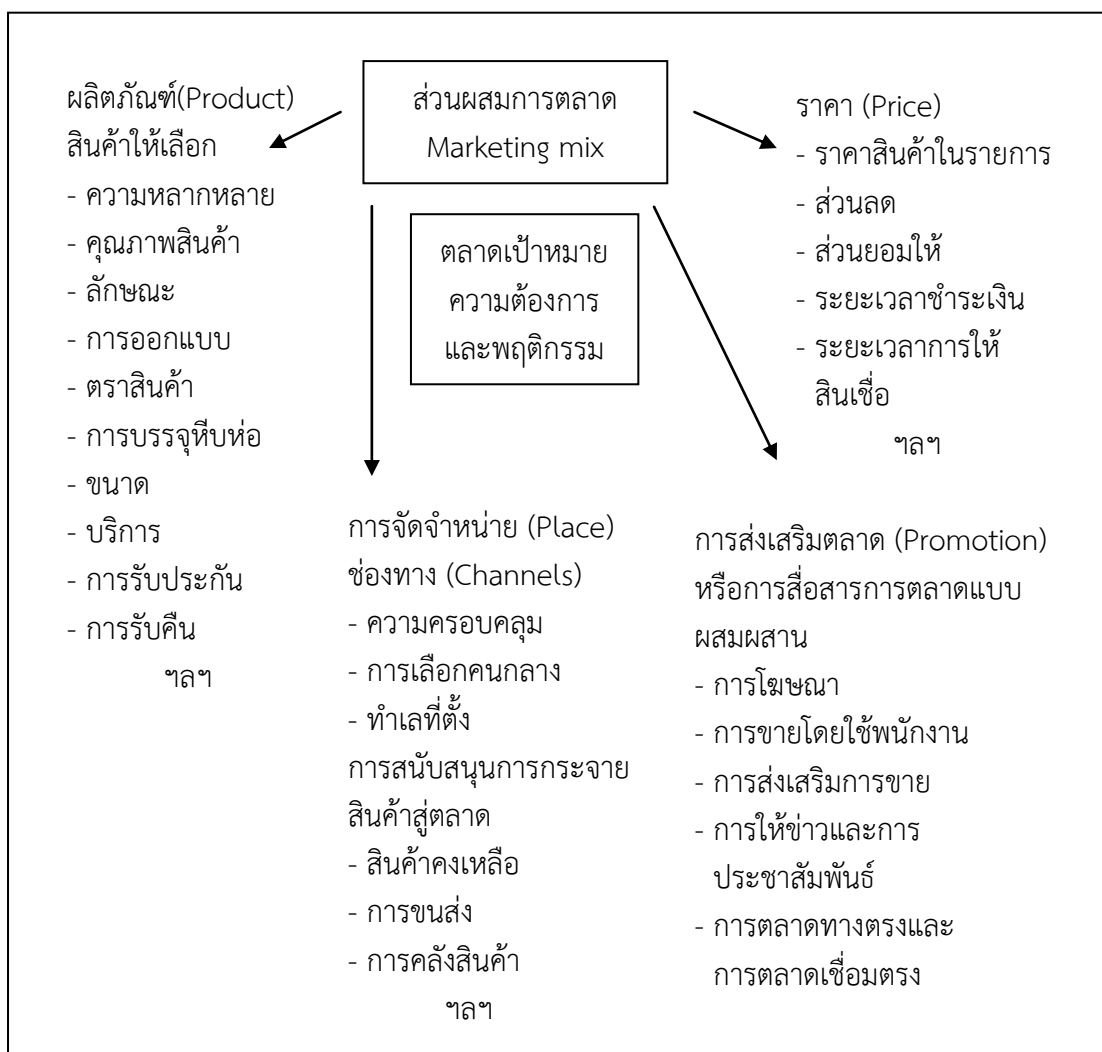 ส่วนผสมการตลาด
Marketing mix
ตลาดเป้าหมาย
ความต้องการ
และพฤติกรรม
ผลิตภัณฑ์(Product)
สินค้าให้เลือก
- ความหลากหลาย
- คุณภาพสินค้า
- ลักษณะ
- การออกแบบ
- ตราสินค้า
- การบรรจุหีบห่อ
- ขนาด
- บริการ
- การรับประกัน
- การรับคืน
ฯลฯ
ราคา (Price)
- ราคาสินค้าในรายการ
- ส่วนลด
- ส่วนยอมให้
- ระยะเวลาชำระเงิน
- ระยะเวลาการให้
สินเชื่อ
ฯลฯ
การจัดจำหน่าย (Place)
ช่องทาง (Channels)
- ความครอบคลุม
- การเลือกคนกลาง
- ทำเลที่ตั้ง
การสนับสนุนการกระจาย
สินค้าสู่ตลาด
- สินค้าคงเหลือ
- การขนส่ง
- การคลังสินค้า
ฯลฯ
การส่งเสริมตลาด (Promotion)
หรือการสื่อสารการตลาดแบบ
ผสมผสาน
- การโฆษณา
- การขายโดยใช้พนักงาน
- การส่งเสริมการขาย
- การให้ข่าวและการ
ประชาสัมพันธ์
- การตลาดทางตรงและ
การตลาดเชื่อมตรง